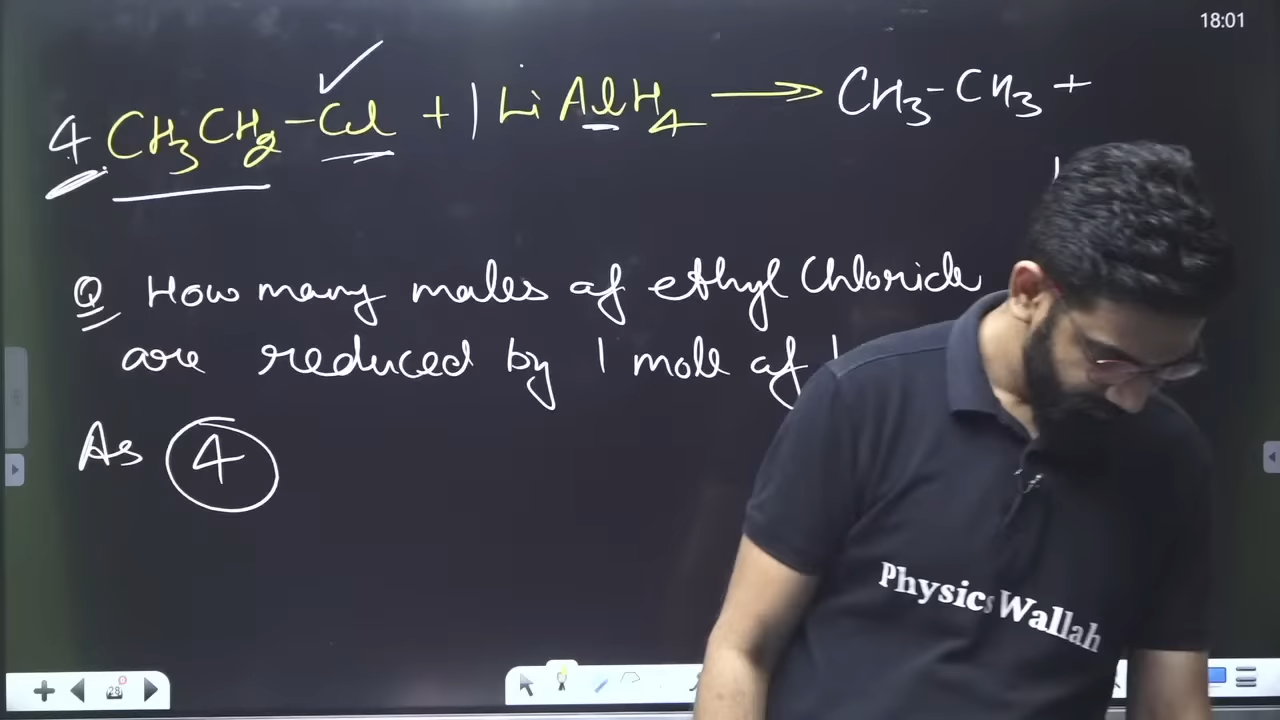 18:01
4 CH3CH2-Cl + 1 LiAlH4 → CH3-CH3 +
Q How many moles of ethyl Chloride
are reduced by 1 mole of
As 4
Physics Wallah
28